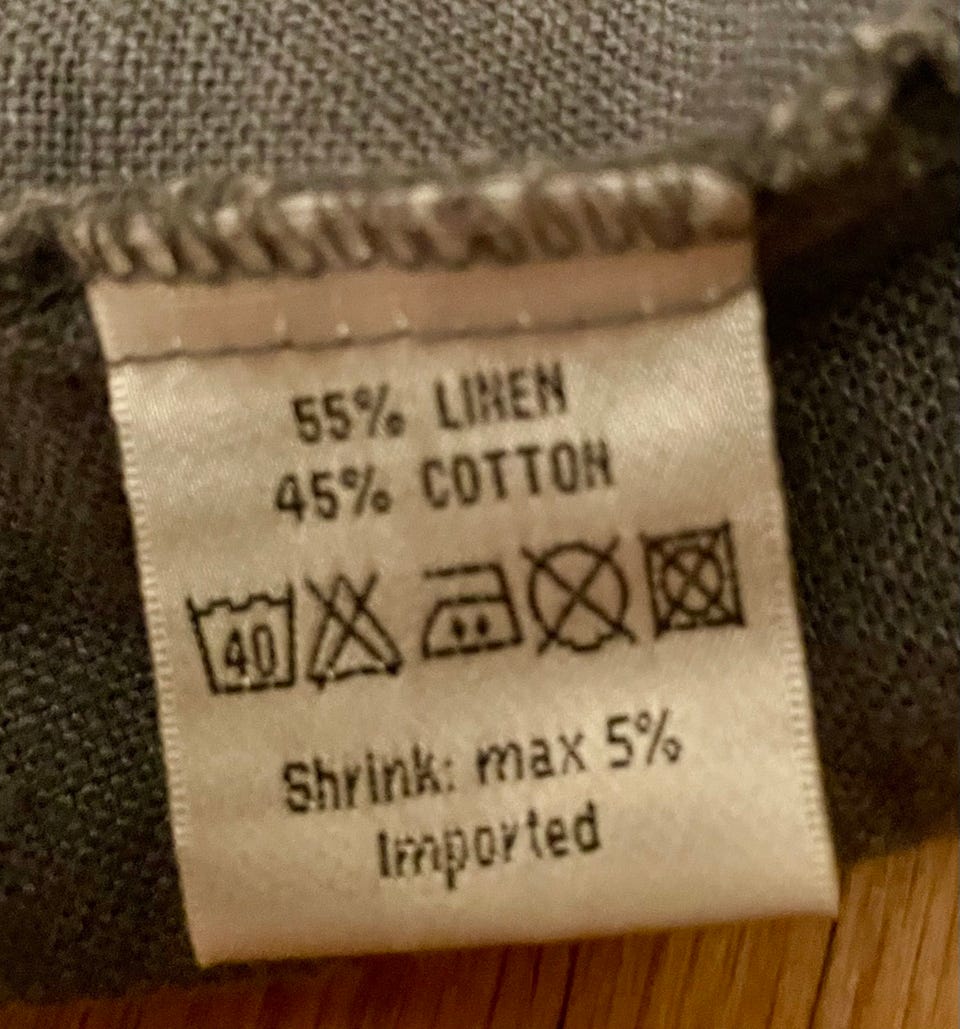 55% LINEN
45% COTTON
40
Shrink: max 5%
Imported